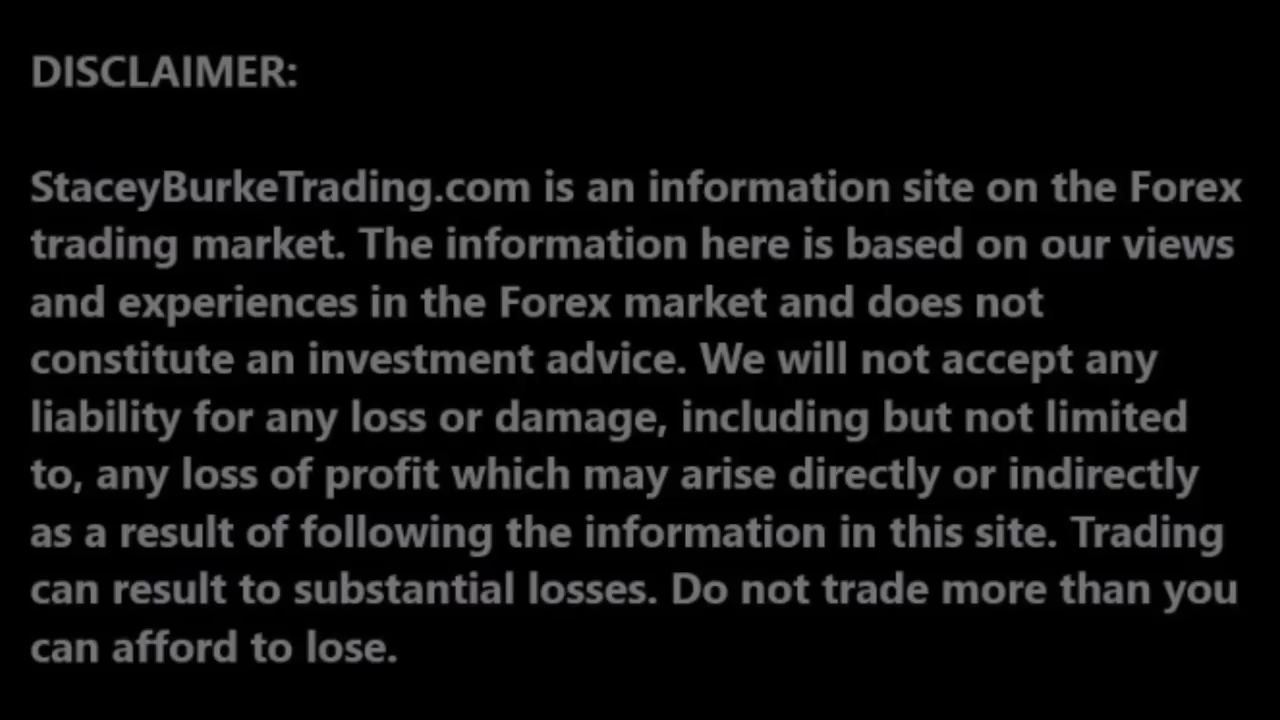 DISCLAIMER:
StaceyBurkeTrading.com is an information site on the Forex
trading market. The information here is based on our views
and experiences in the Forex market and does not
constitute an investment advice. We will not accept any
liability for any loss or damage, including but not limited
to, any loss of profit which may arise directly or indirectly
as a result of following the information in this site. Trading
can result to substantial losses. Do not trade more than you
can afford to lose.